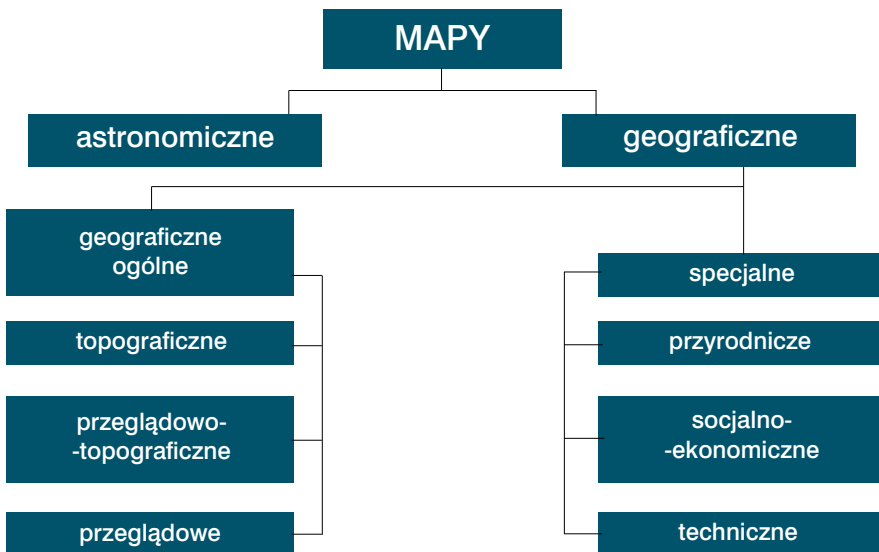 MAPY
astronomiczne
geograficzne
geograficzne
ogólne
topograficzne
przeglądowo-
-topograficzne
przeglądowe
specjalne
przyrodnicze
socjalno-
-ekonomiczne
techniczne